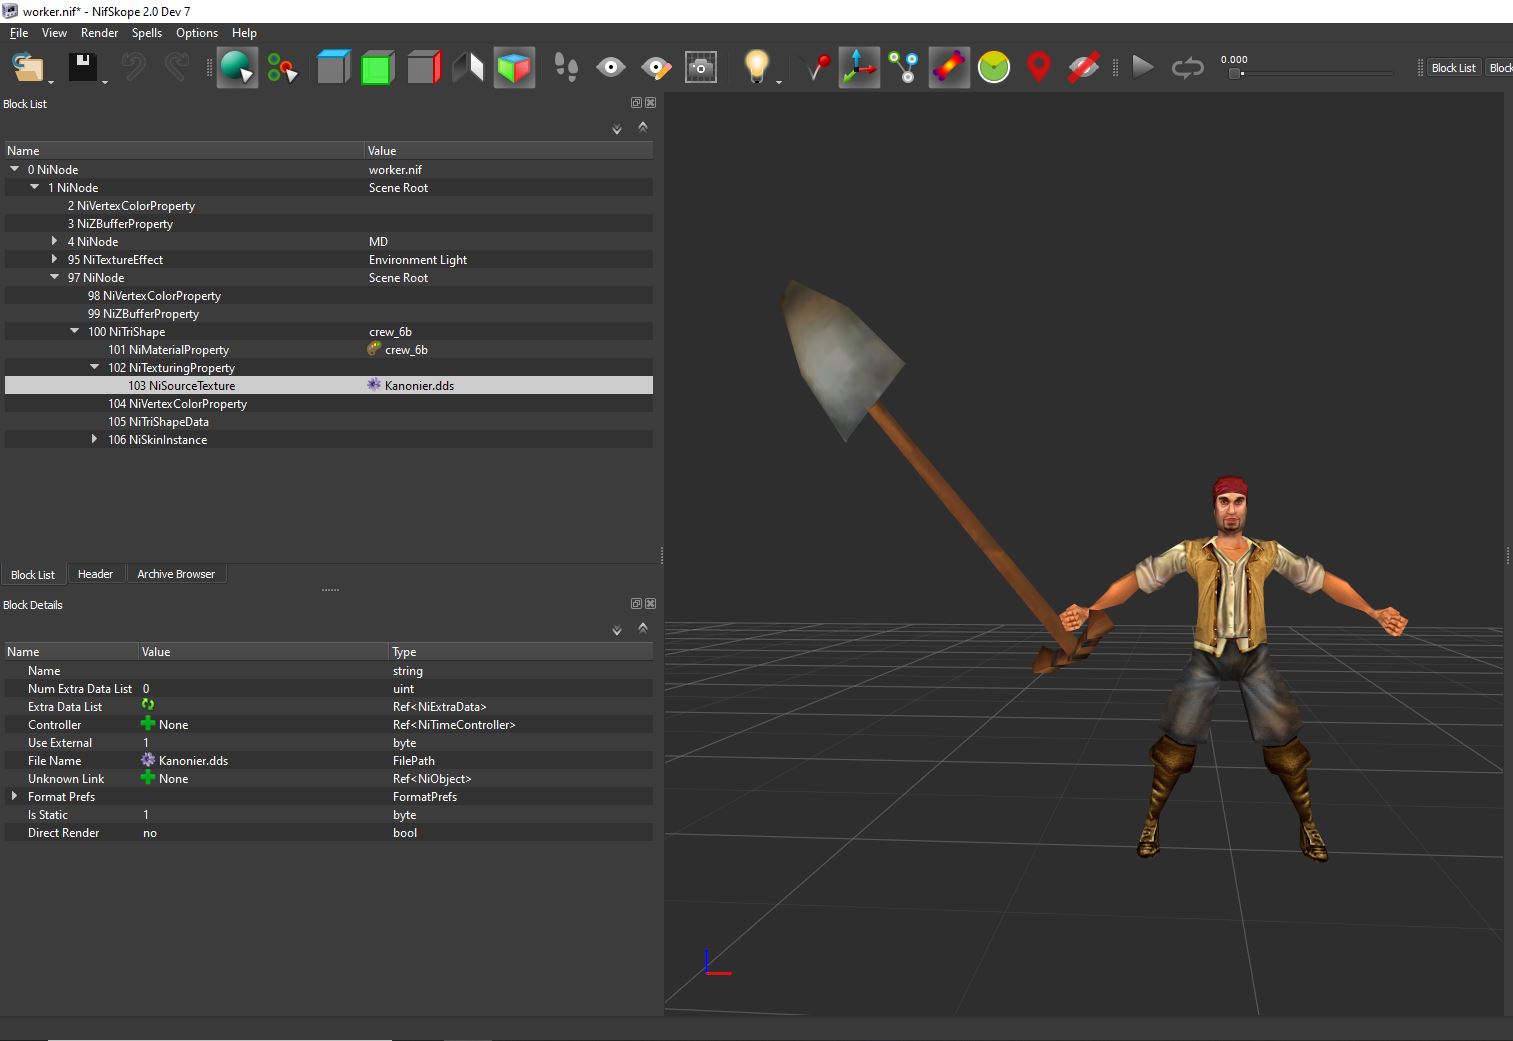 worker.nif* - NifSkope 2.0 Dev 7
File View Render Spells Options Help
0.000
Block List Bloc
Block List
Name Value
0 NiNode worker.nif
1 NiNode Scene Root
2 NiVertexColorProperty
3 NiZBufferProperty
4 NiNode MD
95 NiTextureEffect Environment Light
97 NiNode Scene Root
98 NiVertexColorProperty
99 NiZBufferProperty
100 NiTriShape crew_6b
101 NiMaterialProperty crew_6b
102 NiTexturingProperty
103 NiSourceTexture Kanonier.dds
104 NiVertexColorProperty
105 NiTriShapeData
106 NiSkinInstance
Block List Header Archive Browser
Block Details
Name Value Type
Name string
Num Extra Data List 0 uint
Extra Data List Ref<NiExtraData>
Controller None Ref<NiTimeController>
Use External 1 byte
File Name Kanonier.dds FilePath
Unknown Link None Ref<NiObject>
Format Prefs FormatPrefs
Is Static 1 byte
Direct Render no bool